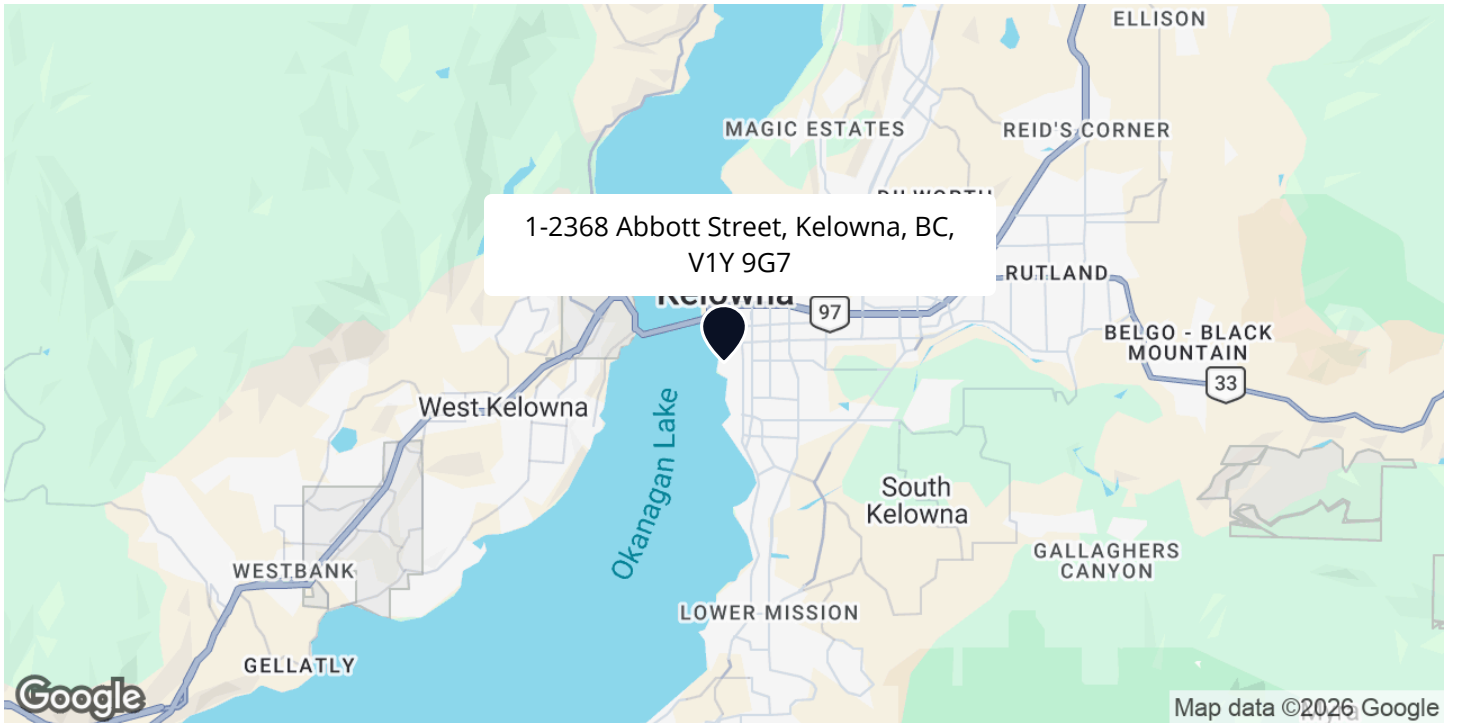 ELLISON
MAGIC ESTATES
REID'S CORNER
1-2368 Abbott Street, Kelowna, BC,
V1Y 9G7
RUTLAND
Kelowna
97
BELGO - BLACK
MOUNTAIN
33
West Kelowna
Okanagan Lake
South
Kelowna
GALLAGHERS
CANYON
WESTBANK
LOWER MISSION
GELLATLY
Google
Map data ©2026 Google